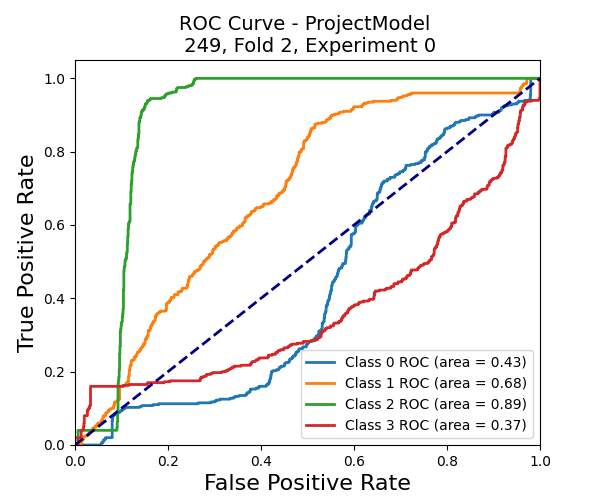 ROC Curve - ProjectModel
249, Fold 2, Experiment 0
True Positive Rate
1.0
0.8
0.6
0.4
0.2
0.0
Class 0 ROC (area = 0.43)
Class 1 ROC (area = 0.68)
Class 2 ROC (area = 0.89)
Class 3 ROC (area = 0.37)
0.0 0.2 0.4 0.6 0.8 1.0
False Positive Rate